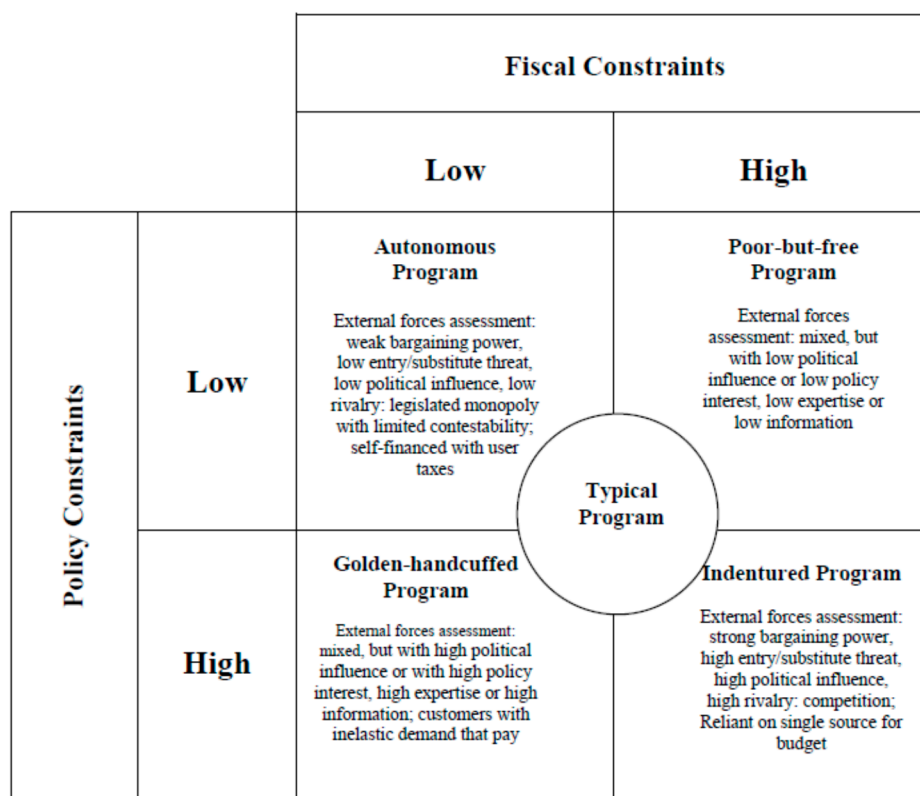 Fiscal Constraints
Low
High
Policy Constraints
Low
Autonomous
Program
External forces assessment:
weak bargaining power,
low entry/substitute threat,
low political influence, low
rivalry: legislated monopoly
with limited contestability;
self-financed with user
taxes
Poor-but-free
Program
External forces
assessment: mixed, but
with low political
influence or low policy
interest, low expertise or
low information
Typical
Program
High
Golden-handcuffed
Program
External forces assessment:
mixed, but with high political
influence or with high policy
interest, high expertise or high
information; customers with
inelastic demand that pay
Indentured Program
External forces assessment:
strong bargaining power,
high entry/substitute threat,
high political influence,
high rivalry: competition;
Reliant on single source for
budget